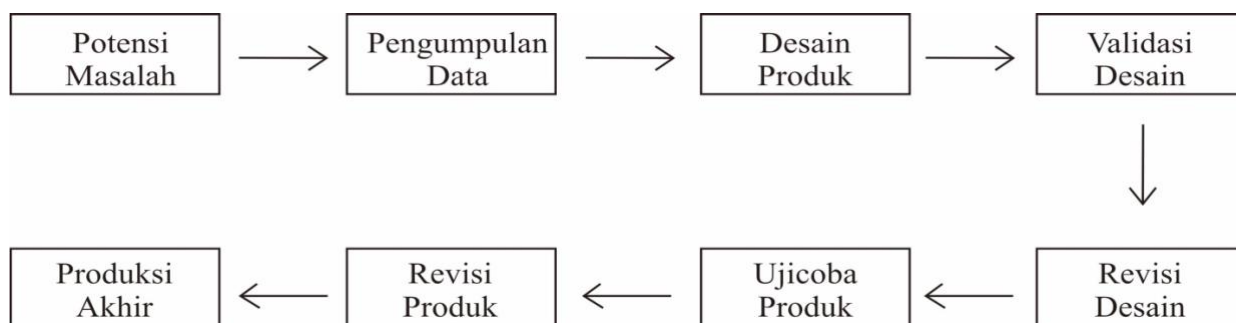 Potensi
Masalah
Pengumpulan
Data
Desain
Produk
Validasi
Desain
Revisi
Desain
Ujicoba
Produk
Revisi
Produk
Produksi
Akhir